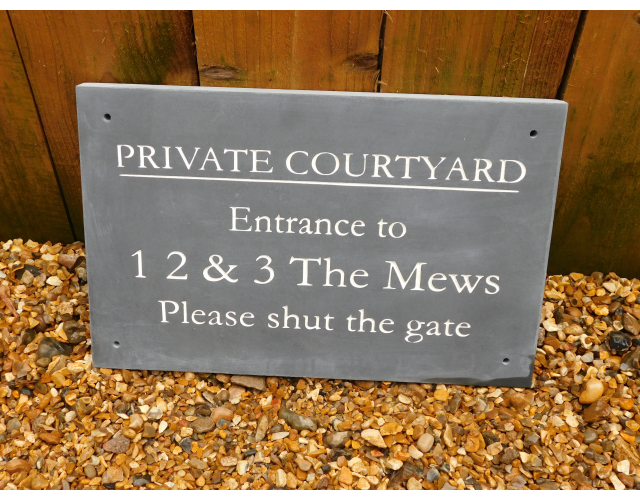 PRIVATE COURTYARD
Entrance to
1 2 & 3 The Mews
Please shut the gate